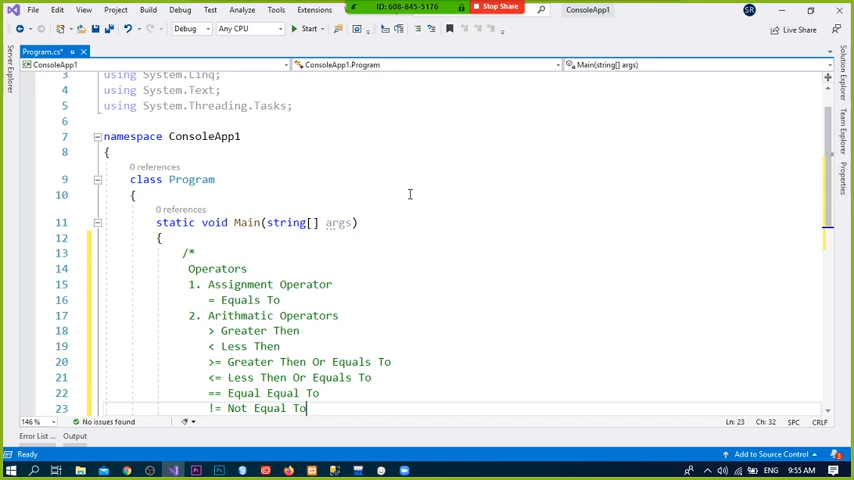 File Edit View Project Build Debug Test Analyze Tools Extensions
ID: 608-845-5176 Stop Share
ConsoleApp1
SR
Debug Any CPU Start
Live Share
Program.cs*
ConsoleApp1 ConsoleApp1.Program Main(string[] args)
Server Explorer
Solution Explorer
Team Explorer
Properties
3 using System.Linq;
4 using System.Text;
5 using System.Threading.Tasks;
6
7 namespace ConsoleApp1
8 {
0 references
9 class Program
10 {
0 references
11 static void Main(string[] args)
12 {
13 /*
14 Operators
15 1. Assignment Operator
16 = Equals To
17 2. Arithmatic Operators
18 > Greater Then
19 < Less Then
20 >= Greater Then Or Equals To
21 <= Less Then Or Equals To
22 == Equal Equal To
23 != Not Equal To
146 % No issues found Ln: 23 Ch: 32 SPC CRLF
Error List ... Output
Ready Add to Source Control 3
ENG 9:55 AM